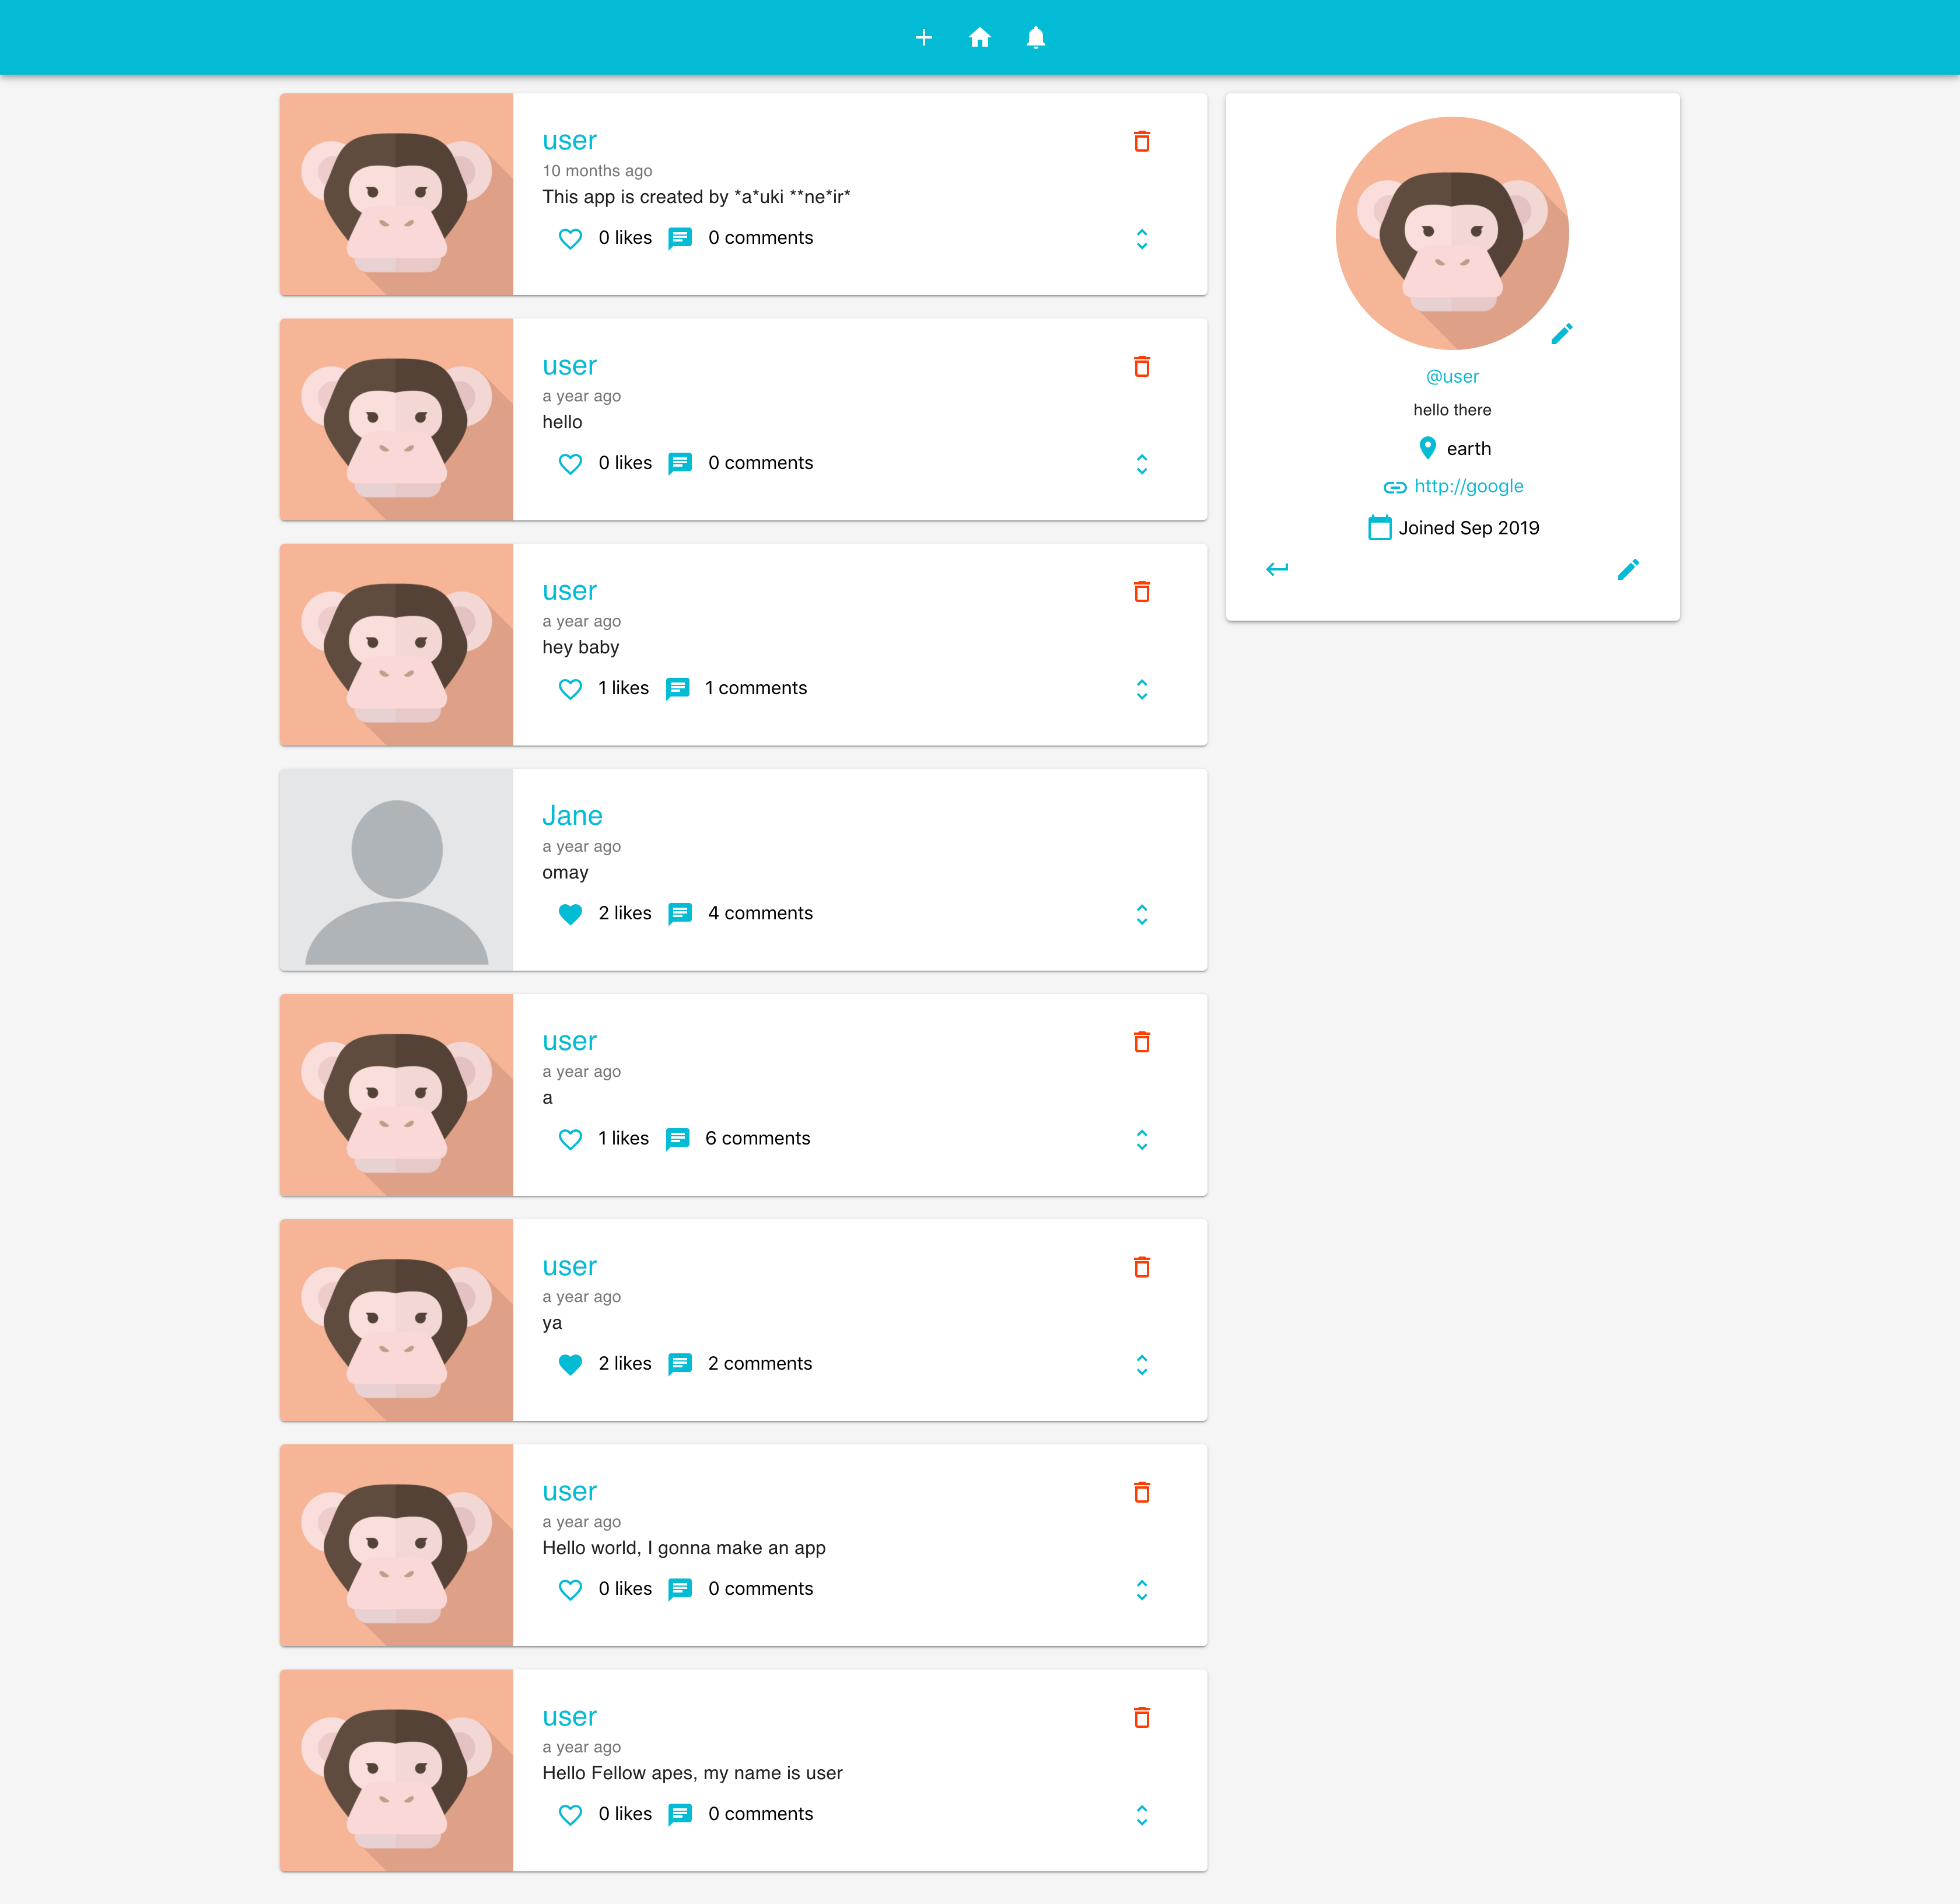 user
10 months ago
This app is created by *a*uki **ne*ir*
0 likes 0 comments
user
a year ago
hello
0 likes 0 comments
user
a year ago
hey baby
1 likes 1 comments
Jane
a year ago
omay
2 likes 4 comments
user
a year ago
a
1 likes 6 comments
user
a year ago
ya
2 likes 2 comments
user
a year ago
Hello world, I gonna make an app
0 likes 0 comments
user
a year ago
Hello Fellow apes, my name is user
0 likes 0 comments
@user
hello there
earth
http://google
Joined Sep 2019